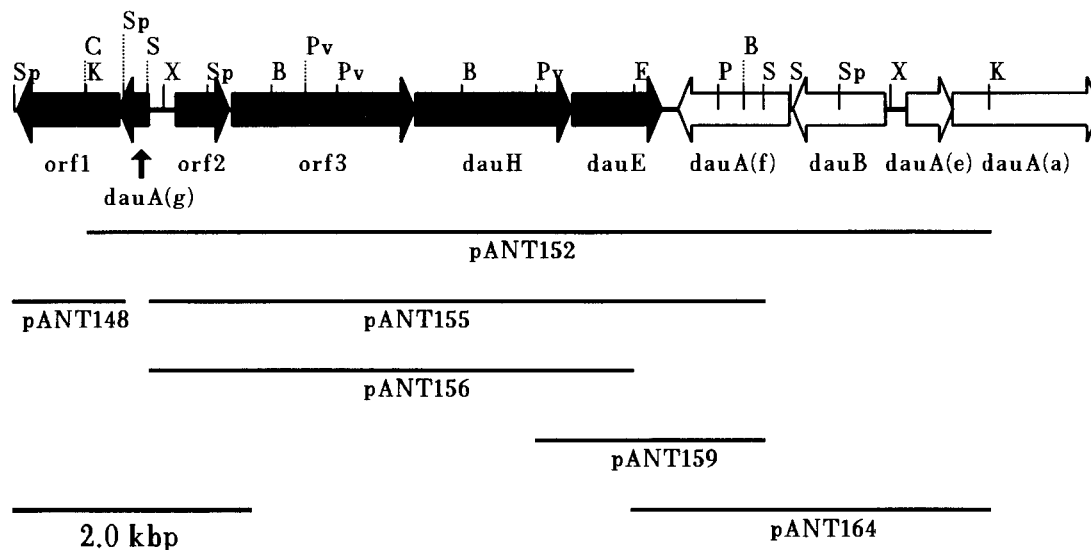 Sp
C Pv B
Sp K S X Sp B Pv B Pv E P S S Sp X K
orf1 orf2 orf3 dauH dauE dauA(f) dauB dauA(e) dauA(a)
dauA(g)
pANT152
pANT148 pANT155
pANT156
pANT159
2.0 kbp pANT164